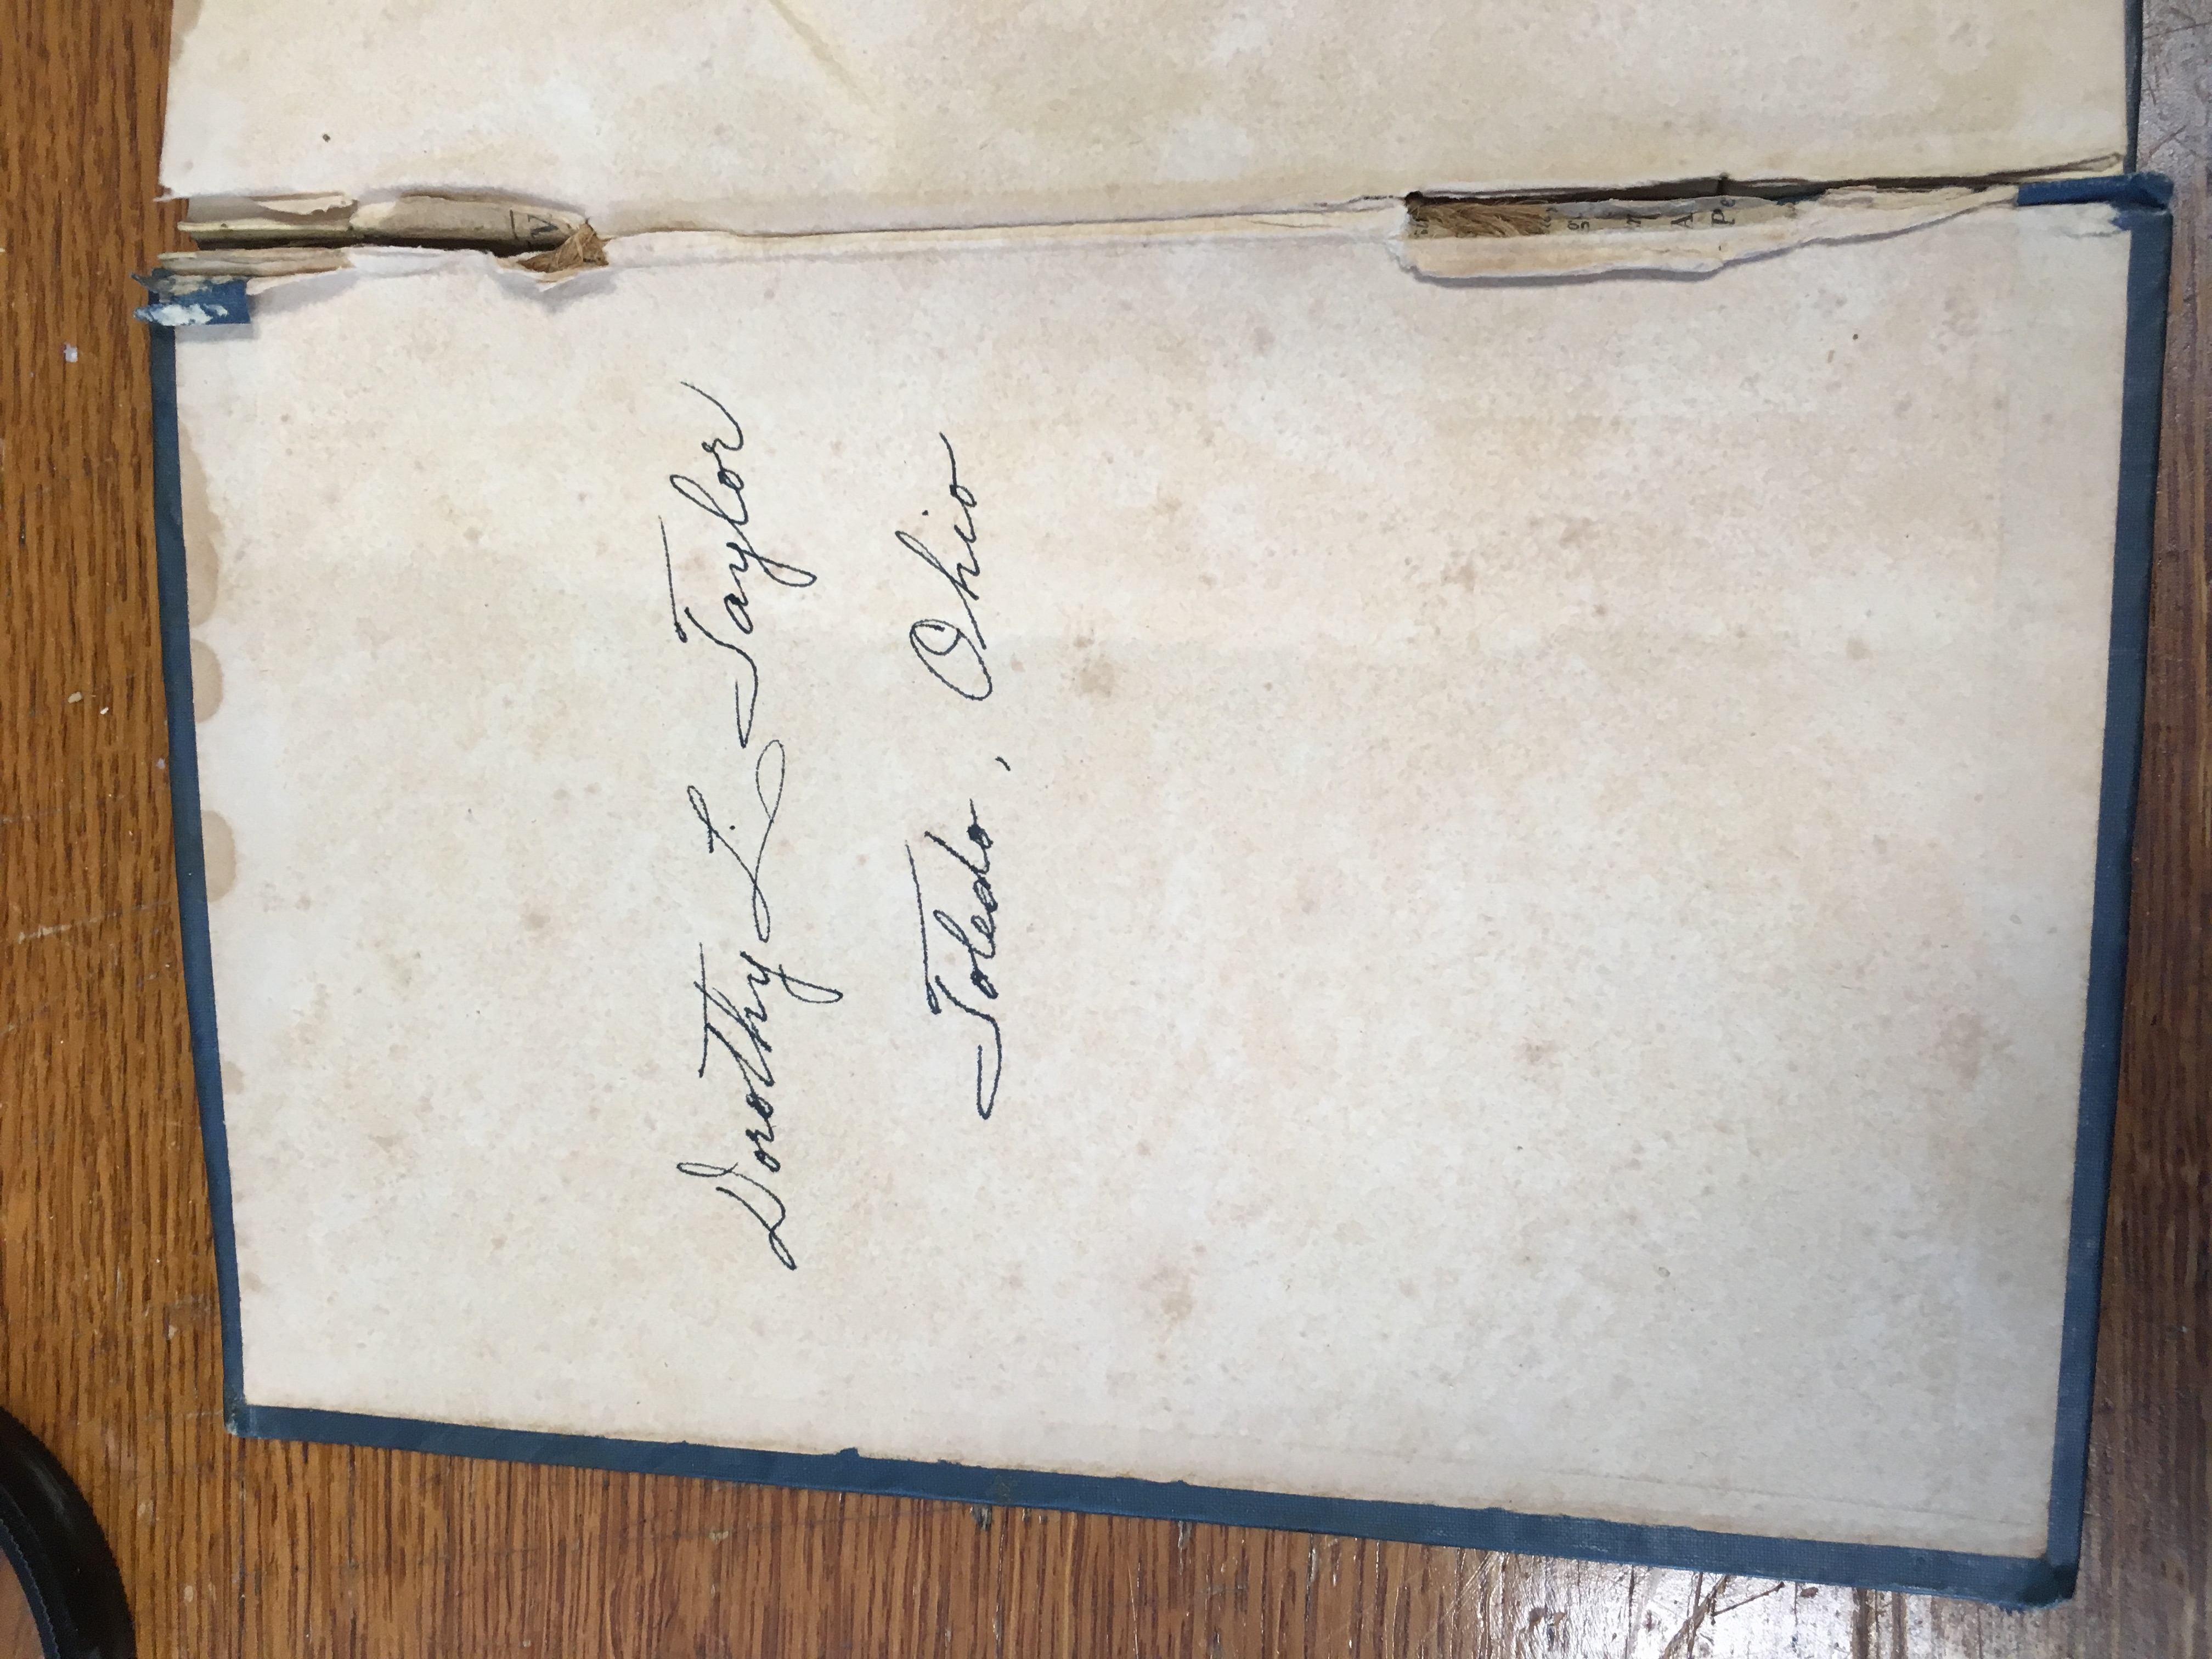 Dorothy L. Taylor
Toledo, Ohio